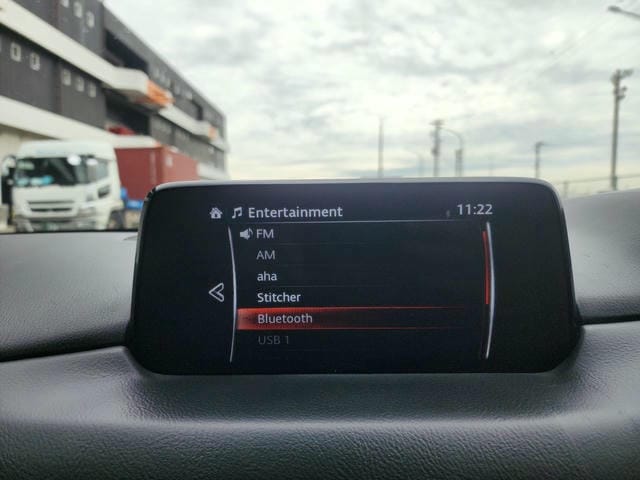 Entertainment 11:22
FM
AM
aha
Stitcher
Bluetooth
USB 1